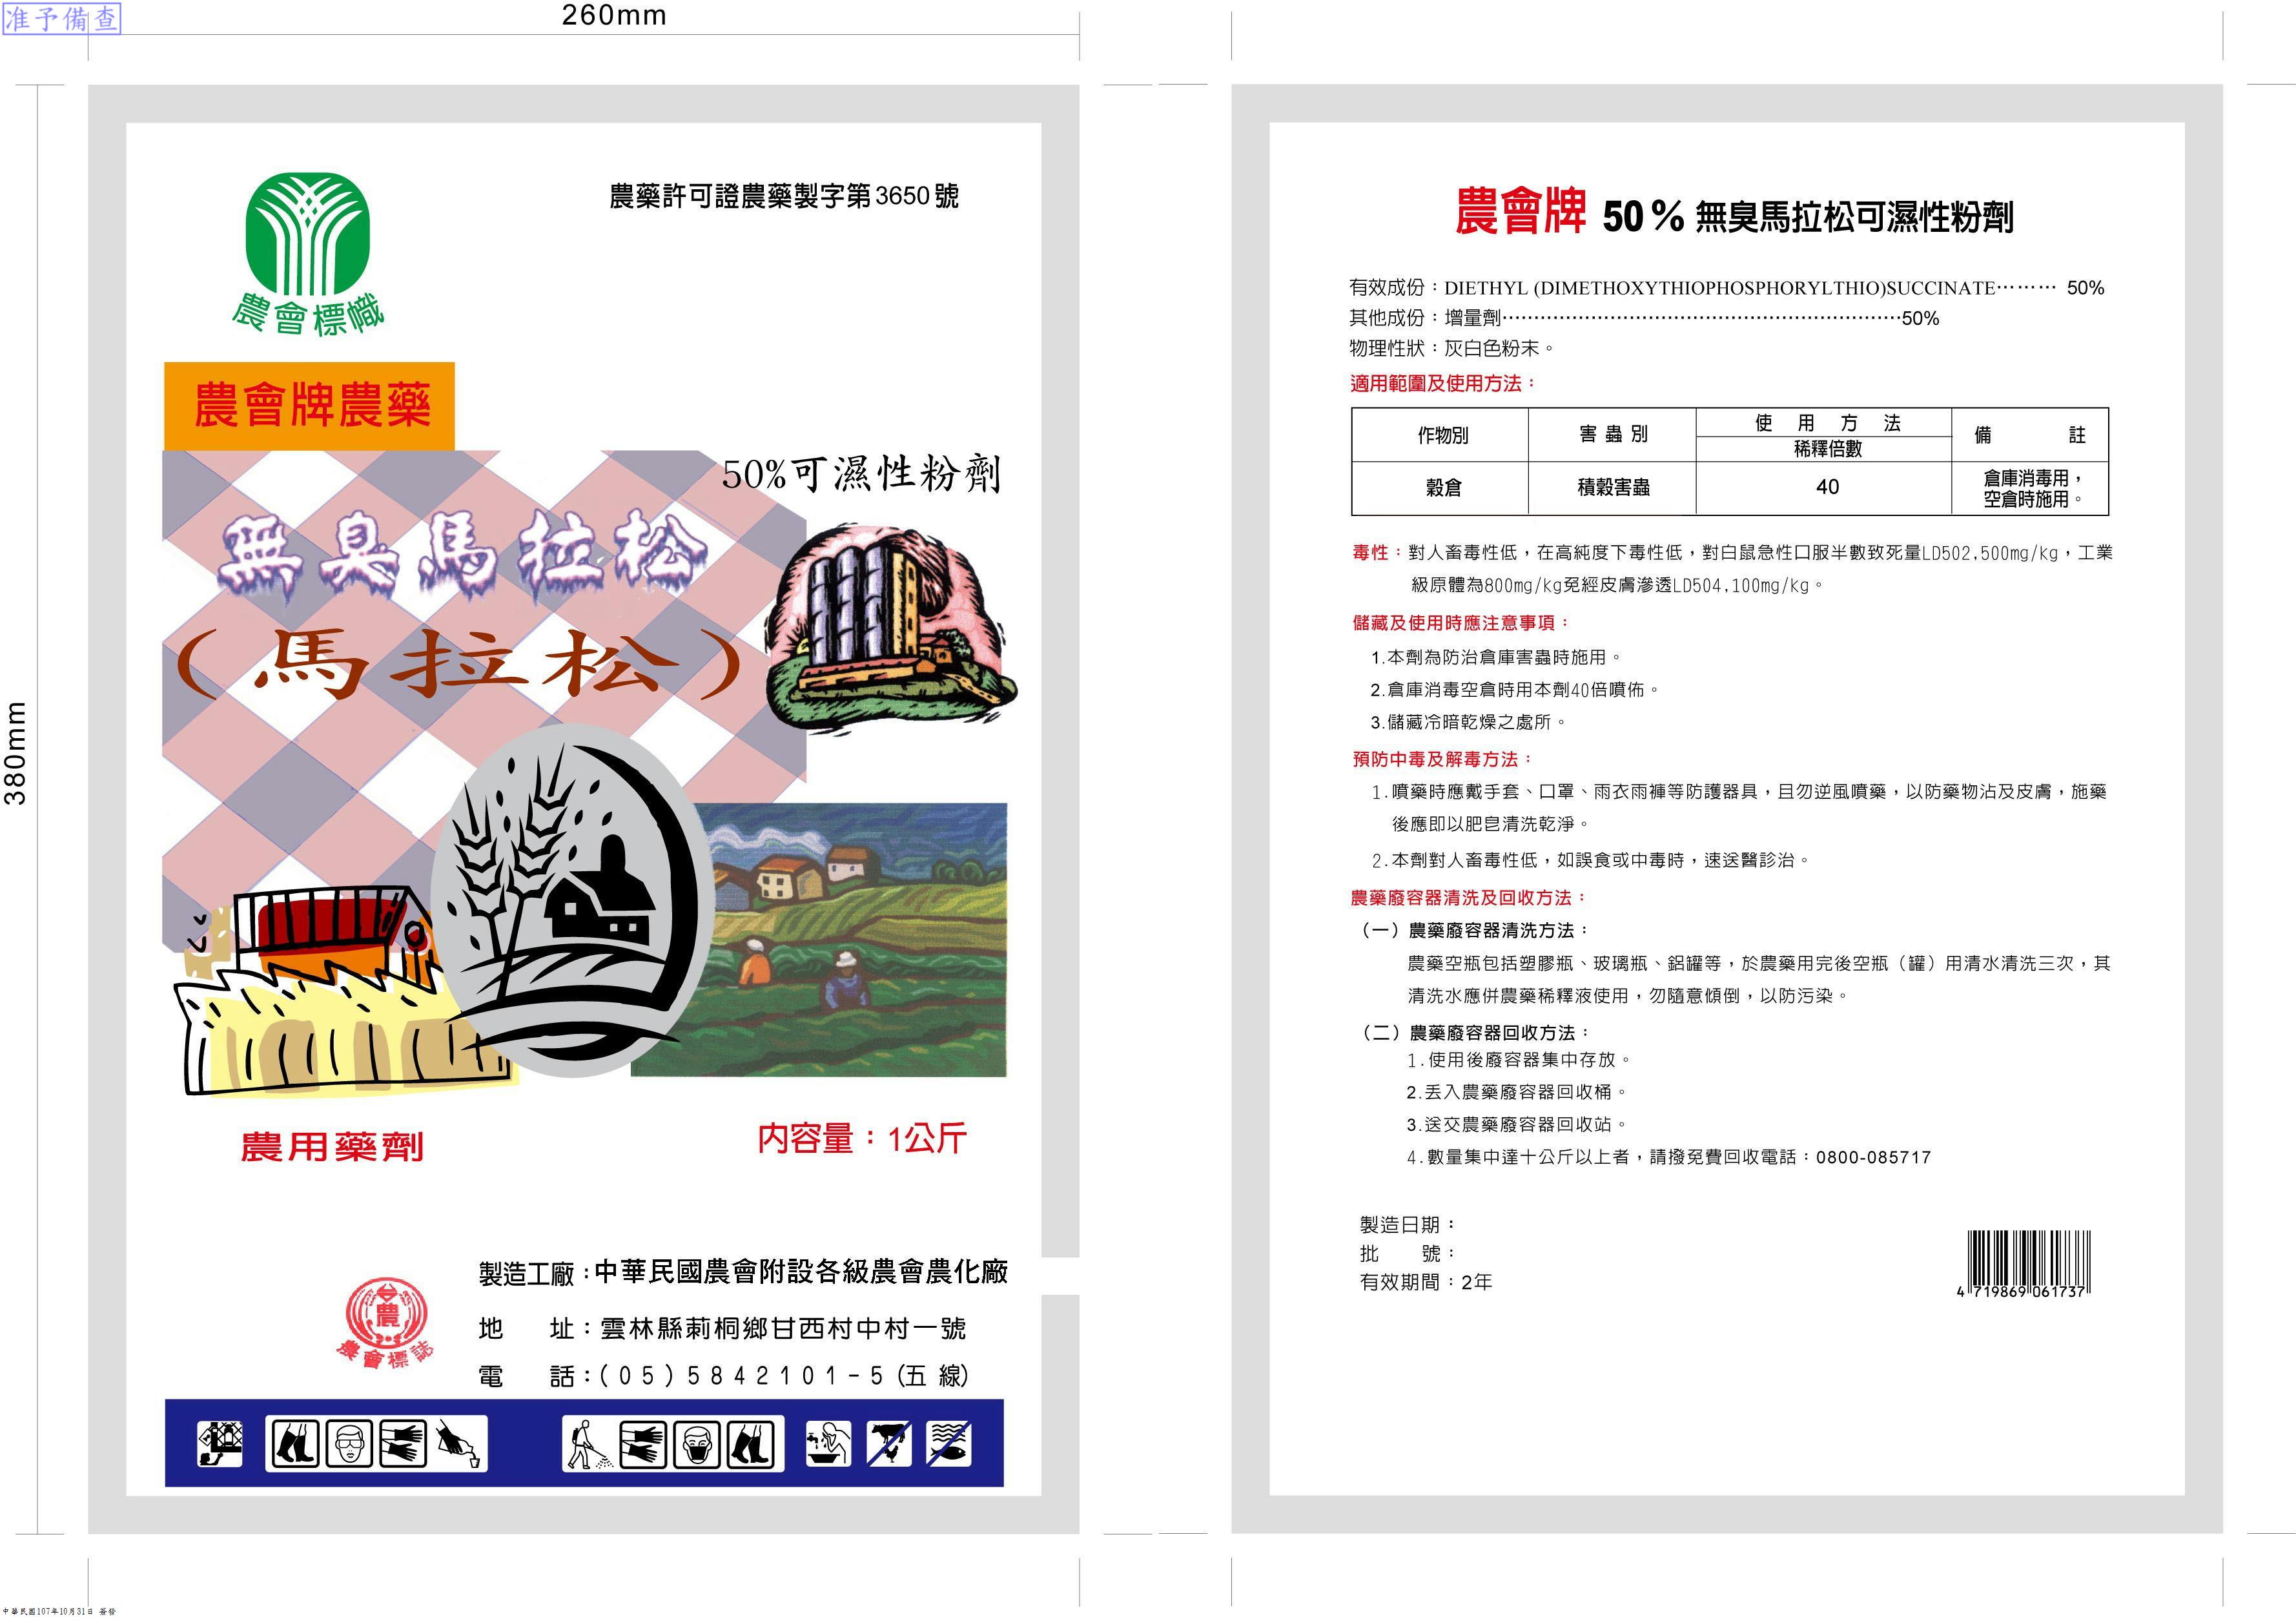 准予備查
260mm
380mm
農會標幟
農藥許可證農藥製字第3650號
農會牌農藥
50%可濕性粉劑
無臭馬拉松
(馬拉松)
農用藥劑
內容量：1公斤
農會標誌
製造工廠：中華民國農會附設各級農會農化廠
地　址：雲林縣莿桐鄉甘西村中村一號
電　話：(05)5842101-5(五線)
農會牌 50% 無臭馬拉松可濕性粉劑
有效成份：DIETHYL (DIMETHOXYTHIOPHOSPHORYLTHIO)SUCCINATE……… 50%
其他成份：增量劑………………………………………………………50%
物理性狀：灰白色粉末。
適用範圍及使用方法：
作物別 害蟲別 使用方法 備註
稀釋倍數
穀倉 積穀害蟲 40 倉庫消毒用，
空倉時施用。
毒性：對人畜毒性低，在高純度下毒性低，對白鼠急性口服半數致死量LD502,500mg/kg，工業
級原體為800mg/kg兔經皮膚滲透LD504,100mg/kg。
儲藏及使用時應注意事項：
1.本劑為防治倉庫害蟲時施用。
2.倉庫消毒空倉時用本劑40倍噴佈。
3.儲藏冷暗乾燥之處所。
預防中毒及解毒方法：
1.噴藥時應戴手套、口罩、雨衣雨褲等防護器具，且勿逆風噴藥，以防藥物沾及皮膚，施藥
後應即以肥皂清洗乾淨。
2.本劑對人畜毒性低，如誤食或中毒時，速送醫診治。
農藥廢容器清洗及回收方法：
（一）農藥廢容器清洗方法：
農藥空瓶包括塑膠瓶、玻璃瓶、鋁罐等，於農藥用完後空瓶（罐）用清水清洗三次，其
清洗水應併農藥稀釋液使用，勿隨意傾倒，以防污染。
（二）農藥廢容器回收方法：
1.使用後廢容器集中存放。
2.丟入農藥廢容器回收桶。
3.送交農藥廢容器回收站。
4.數量集中達十公斤以上者，請撥免費回收電話：0800-085717
製造日期：
批　號：
有效期間：2年
4 719869 061737
中華民國107年10月31日 簽發